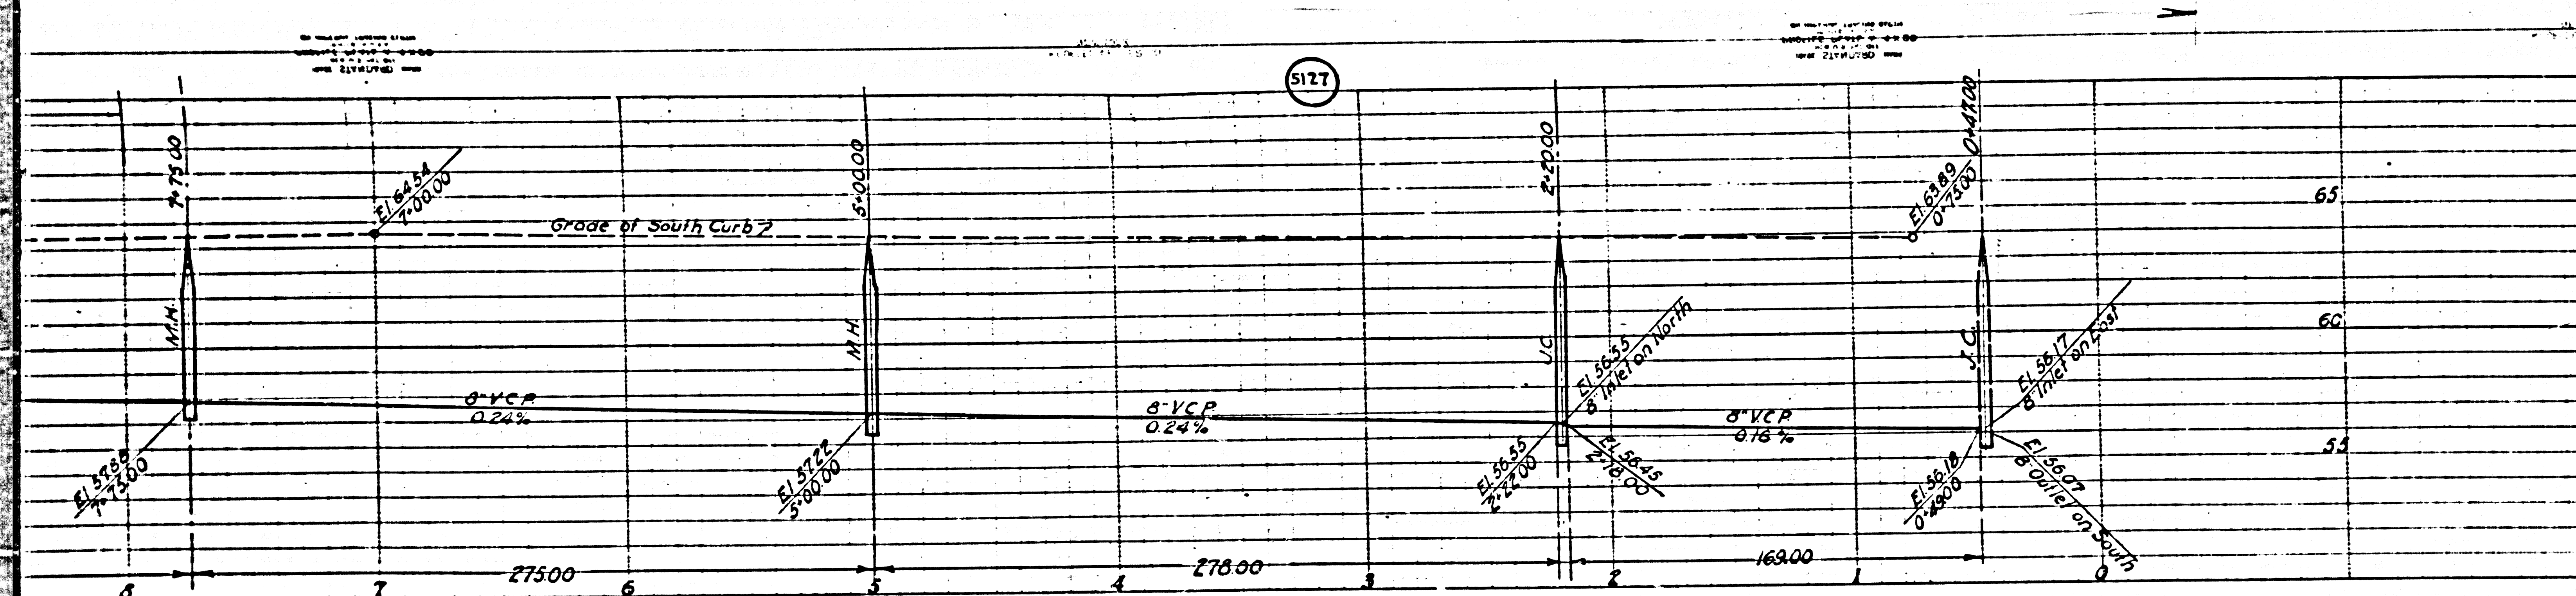 5127
7+75.00
El. 64.54
7+00.00
5+00.00
2+20.00
El. 63.89
0+75.00
0+47.00
65
Grade of South Curb
M.H.
M.H.
J.C.
J.C.
El. 56.55
8" Inlet on North
El. 56.17
8" Inlet on East
60
8" V.C.P.
0.24%
8" V.C.P.
0.24%
8" V.C.P.
0.16%
55
El. 57.88
7+75.00
El. 57.22
5+00.00
El. 56.55
2+22.00
El. 56.45
2+18.00
El. 56.18
0+49.00
El. 56.07
8" Outlet on South
275.00
278.00
169.00
8
7
6
5
4
3
2
1
0